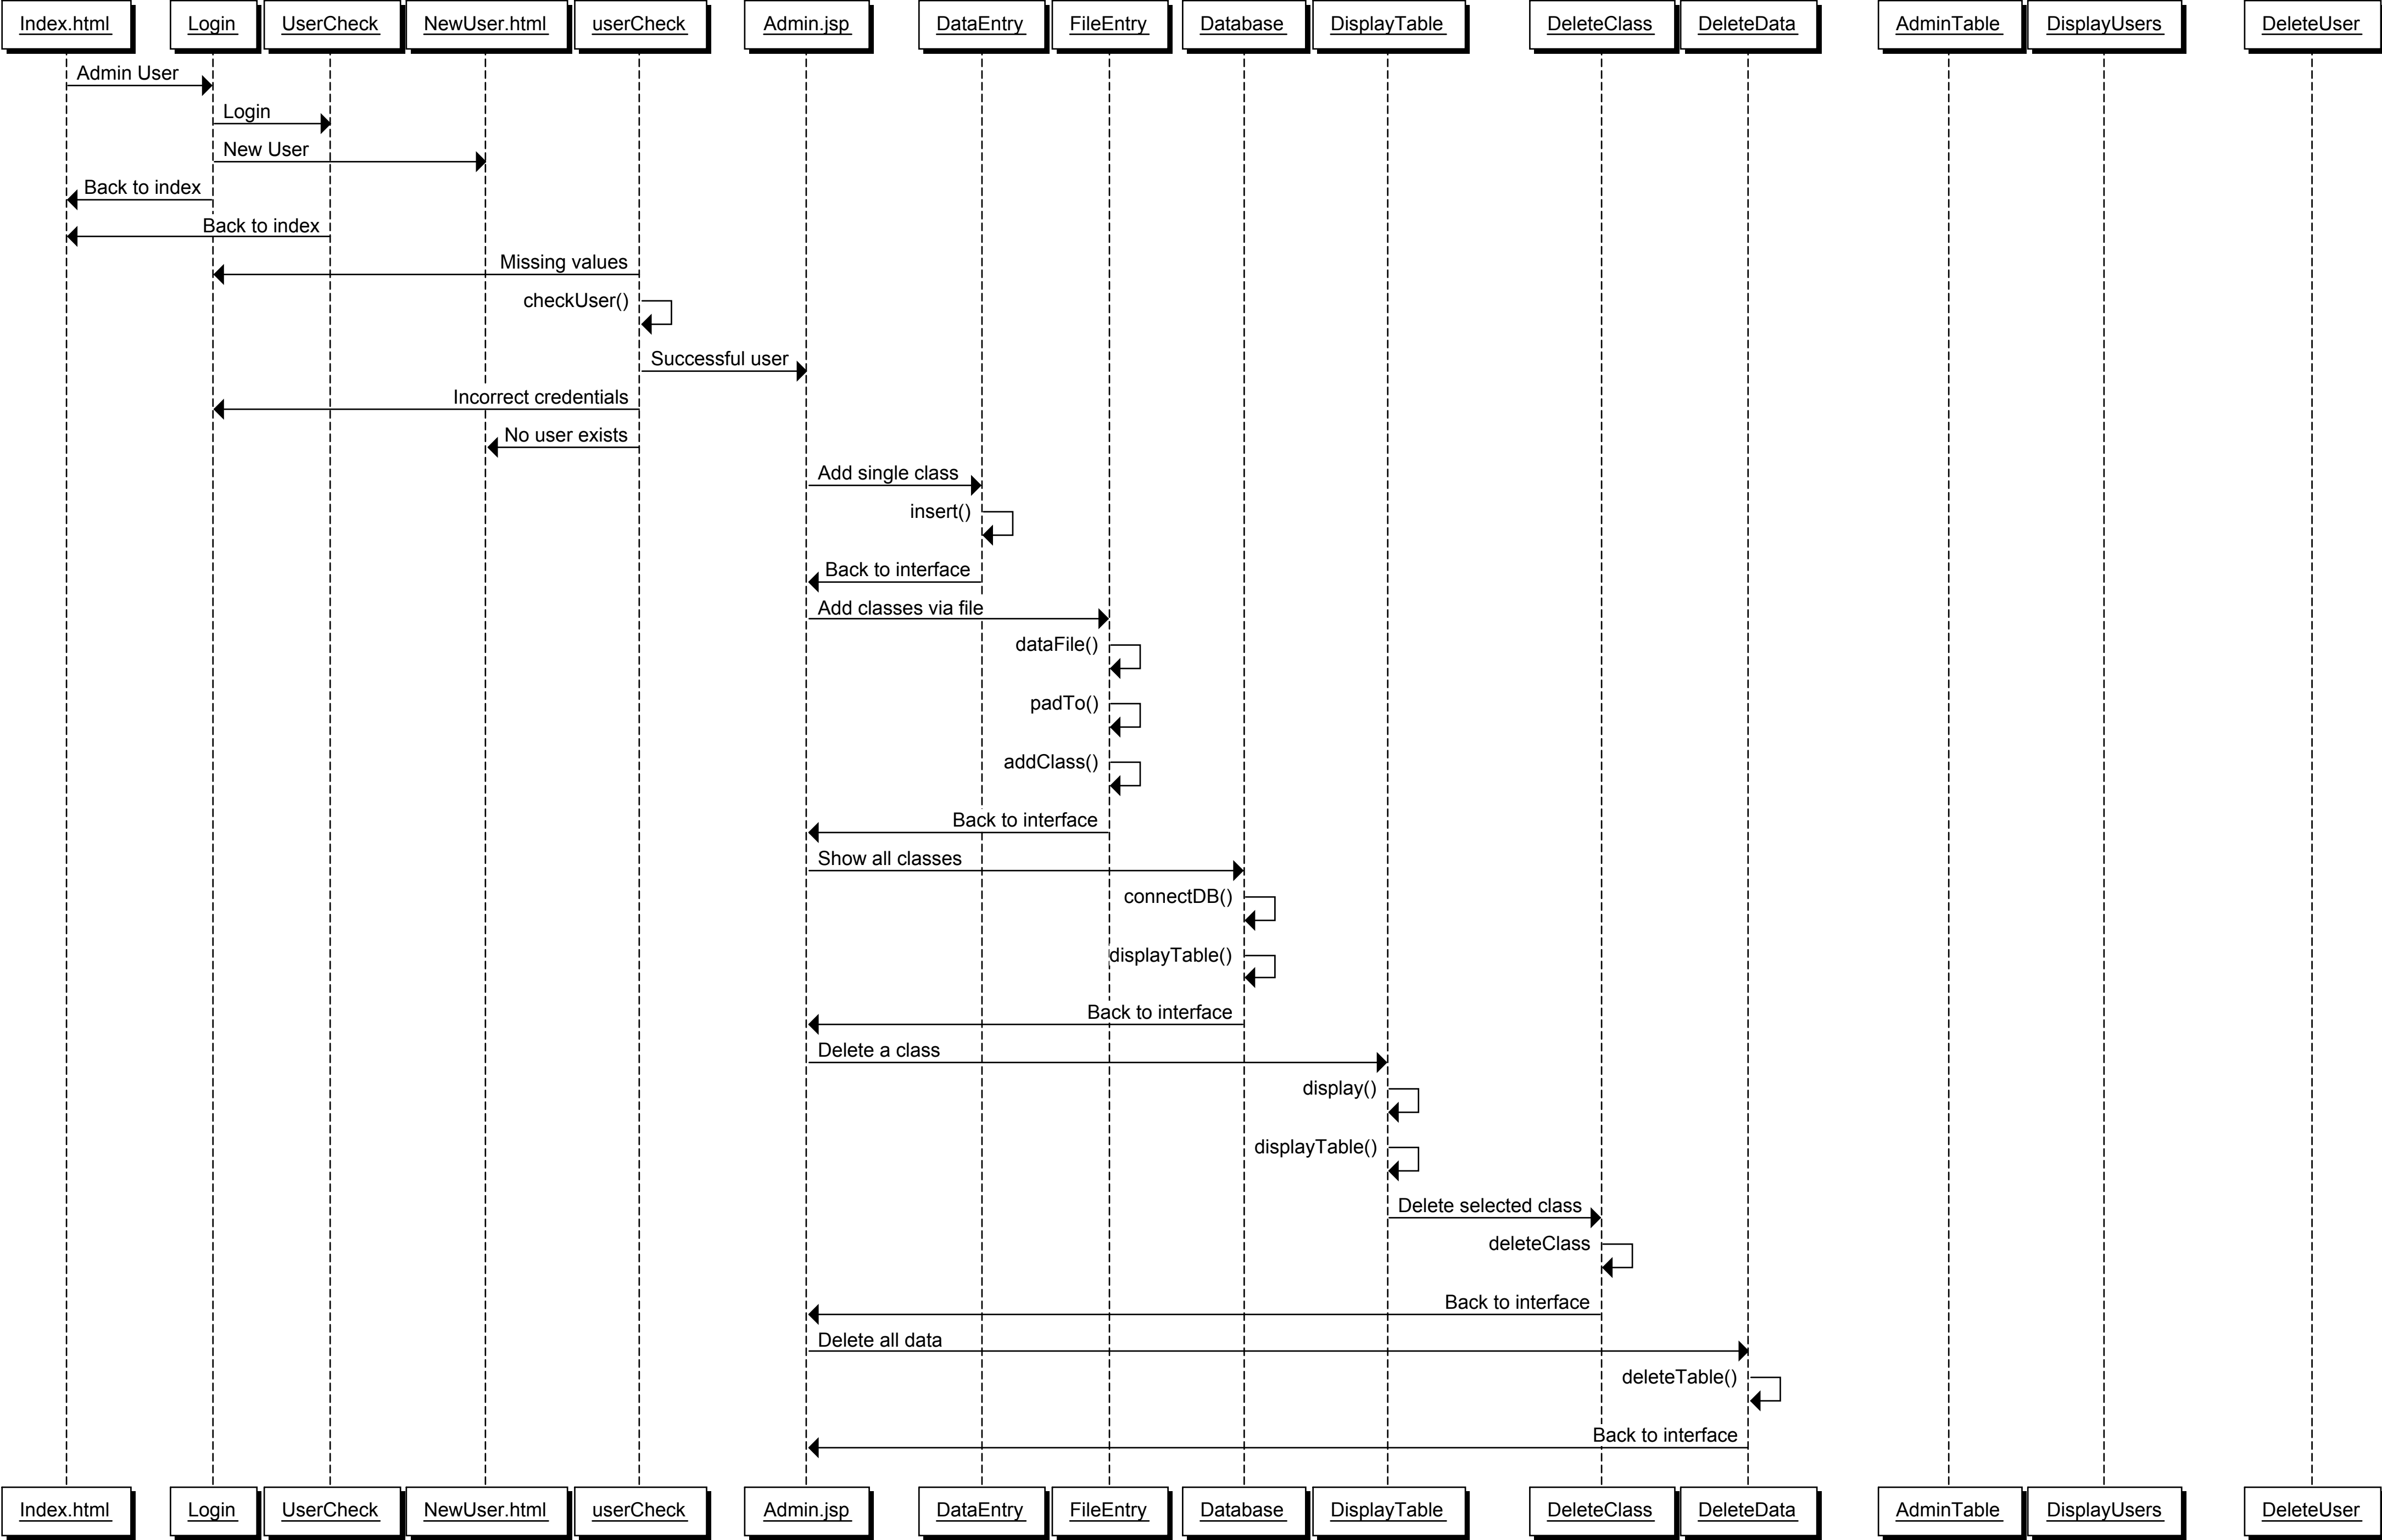 Index.html
Login
UserCheck
NewUser.html
userCheck
Admin.jsp
DataEntry
FileEntry
Database
DisplayTable
DeleteClass
DeleteData
AdminTable
DisplayUsers
DeleteUser
Admin User
Login
New User
Back to index
Back to index
Missing values
checkUser()
Successful user
Incorrect credentials
No user exists
Add single class
insert()
Back to interface
Add classes via file
dataFile()
padTo()
addClass()
Back to interface
Show all classes
connectDB()
displayTable()
Back to interface
Delete a class
display()
displayTable()
Delete selected class
deleteClass
Back to interface
Delete all data
deleteTable()
Back to interface
Index.html
Login
UserCheck
NewUser.html
userCheck
Admin.jsp
DataEntry
FileEntry
Database
DisplayTable
DeleteClass
DeleteData
AdminTable
DisplayUsers
DeleteUser